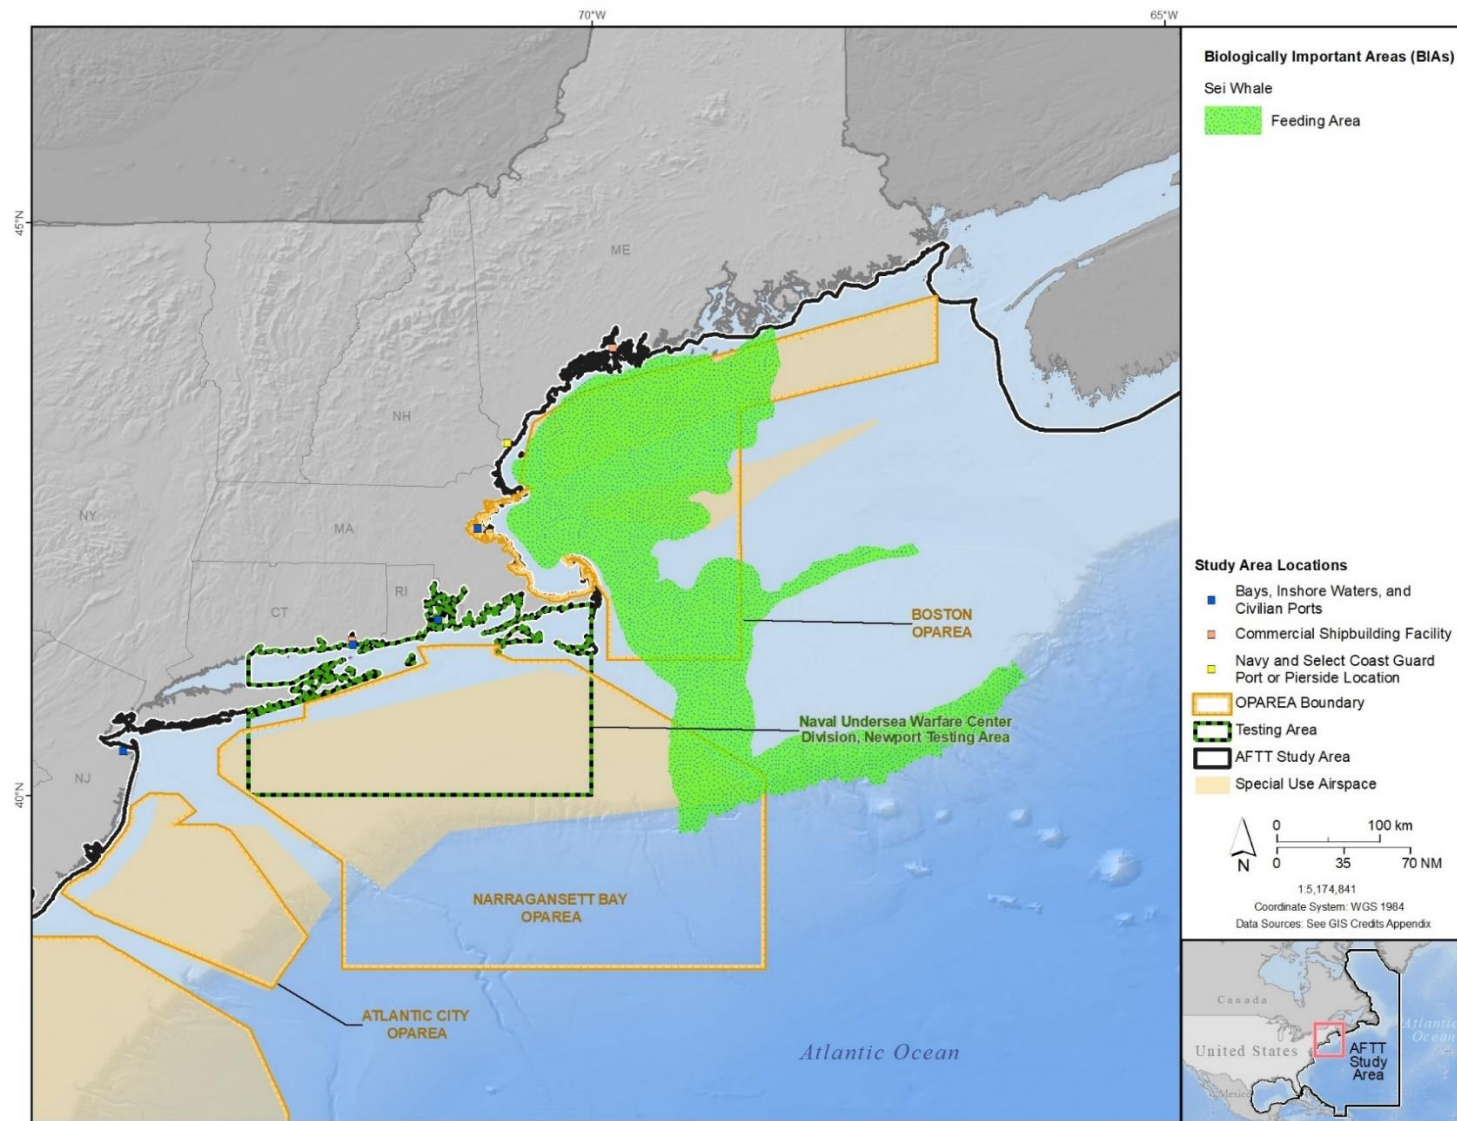 70°W
65°W
45°N
40°N
ME
NH
NY
MA
CT
RI
NJ
BOSTON
OPAREA
Naval Undersea Warfare Center
Division, Newport Testing Area
NARRAGANSETT BAY
OPAREA
ATLANTIC CITY
OPAREA
Atlantic Ocean
Biologically Important Areas (BIAs)
Sei Whale
Feeding Area
Study Area Locations
Bays, Inshore Waters, and
Civilian Ports
Commercial Shipbuilding Facility
Navy and Select Coast Guard
Port or Pierside Location
OPAREA Boundary
Testing Area
AFTT Study Area
Special Use Airspace
N
0 100 km
0 35 70 NM
1:5,174,841
Coordinate System: WGS 1984
Data Sources: See GIS Credits Appendix
Canada
United States
Mexico
Atlantic
Ocean
AFTT
Study
Area